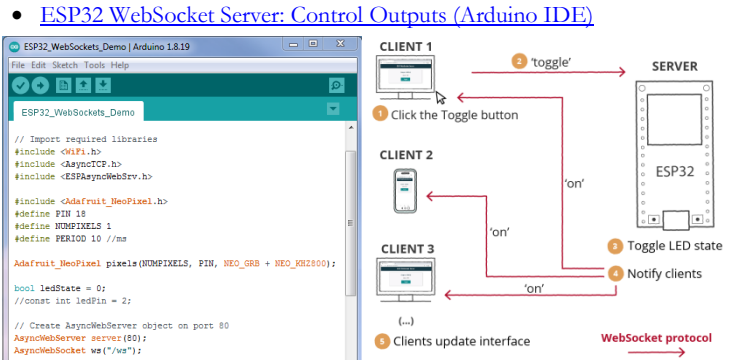 • ESP32 WebSocket Server: Control Outputs (Arduino IDE)
ESP32_WebSockets_Demo | Arduino 1.8.19
File Edit Sketch Tools Help
ESP32_WebSockets_Demo
// Import required libraries
#include <WiFi.h>
#include <AsyncTCP.h>
#include <ESPAsyncWebSrv.h>
#include <Adafruit_NeoPixel.h>
#define PIN 18
#define NUMPIXELS 1
#define PERIOD 10 //ms
Adafruit_NeoPixel pixels(NUMPIXELS, PIN, NEO_GRB + NEO_KHZ800);
bool ledState = 0;
//const int ledPin = 2;
// Create AsyncWebServer object on port 80
AsyncWebServer server(80);
AsyncWebSocket ws("/ws");
CLIENT 1
2 'toggle'
SERVER
1 Click the Toggle button
CLIENT 2
ESP32
'on'
'on'
CLIENT 3
3 Toggle LED state
4 Notify clients
'on'
(...)
5 Clients update interface
WebSocket protocol